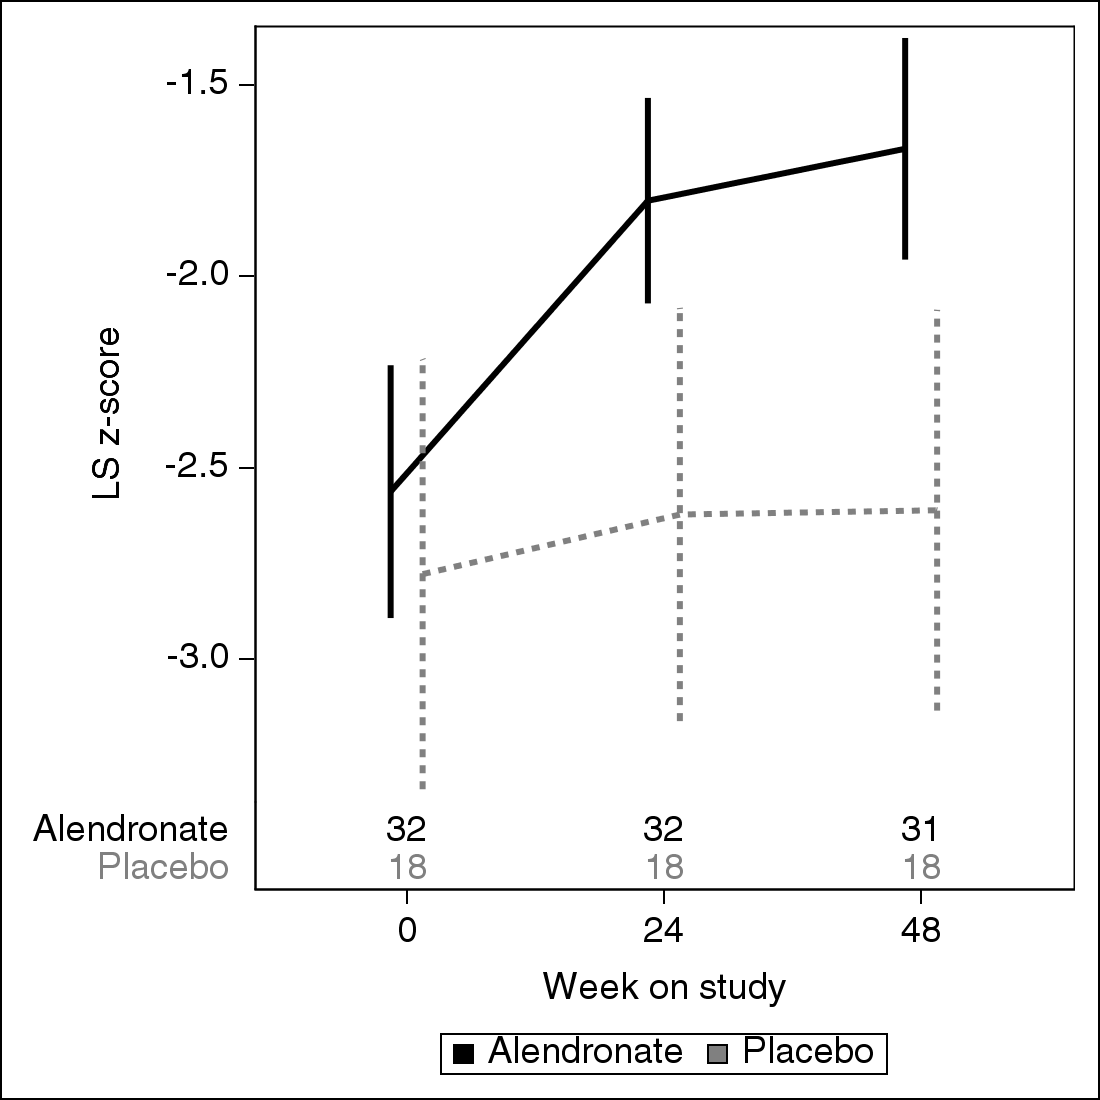 -1.5
-2.0
-2.5
-3.0
LS z-score
Alendronate 32 32 31
Placebo 18 18 18
0 24 48
Week on study
Alendronate Placebo